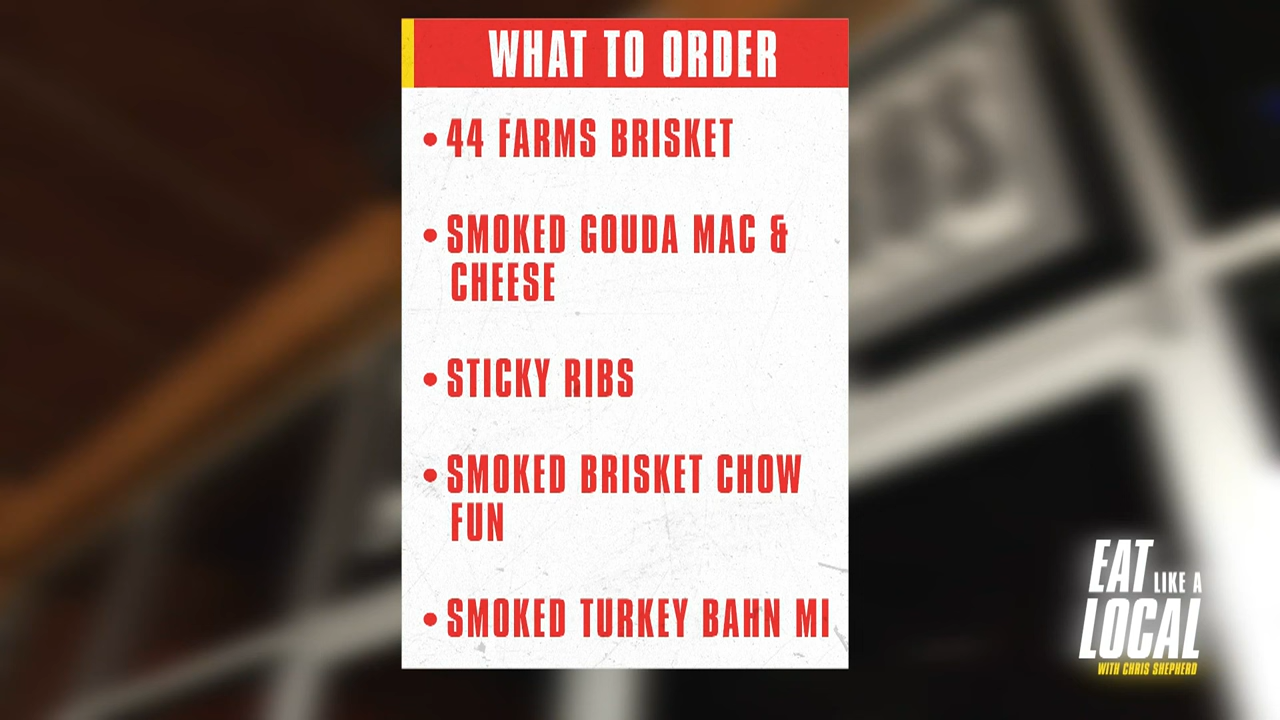 WHAT TO ORDER
• 44 FARMS BRISKET
• SMOKED GOUDA MAC &
CHEESE
• STICKY RIBS
• SMOKED BRISKET CHOW
FUN
• SMOKED TURKEY BAHN MI
EAT LIKE A
LOCAL
WITH CHRIS SHEPHERD